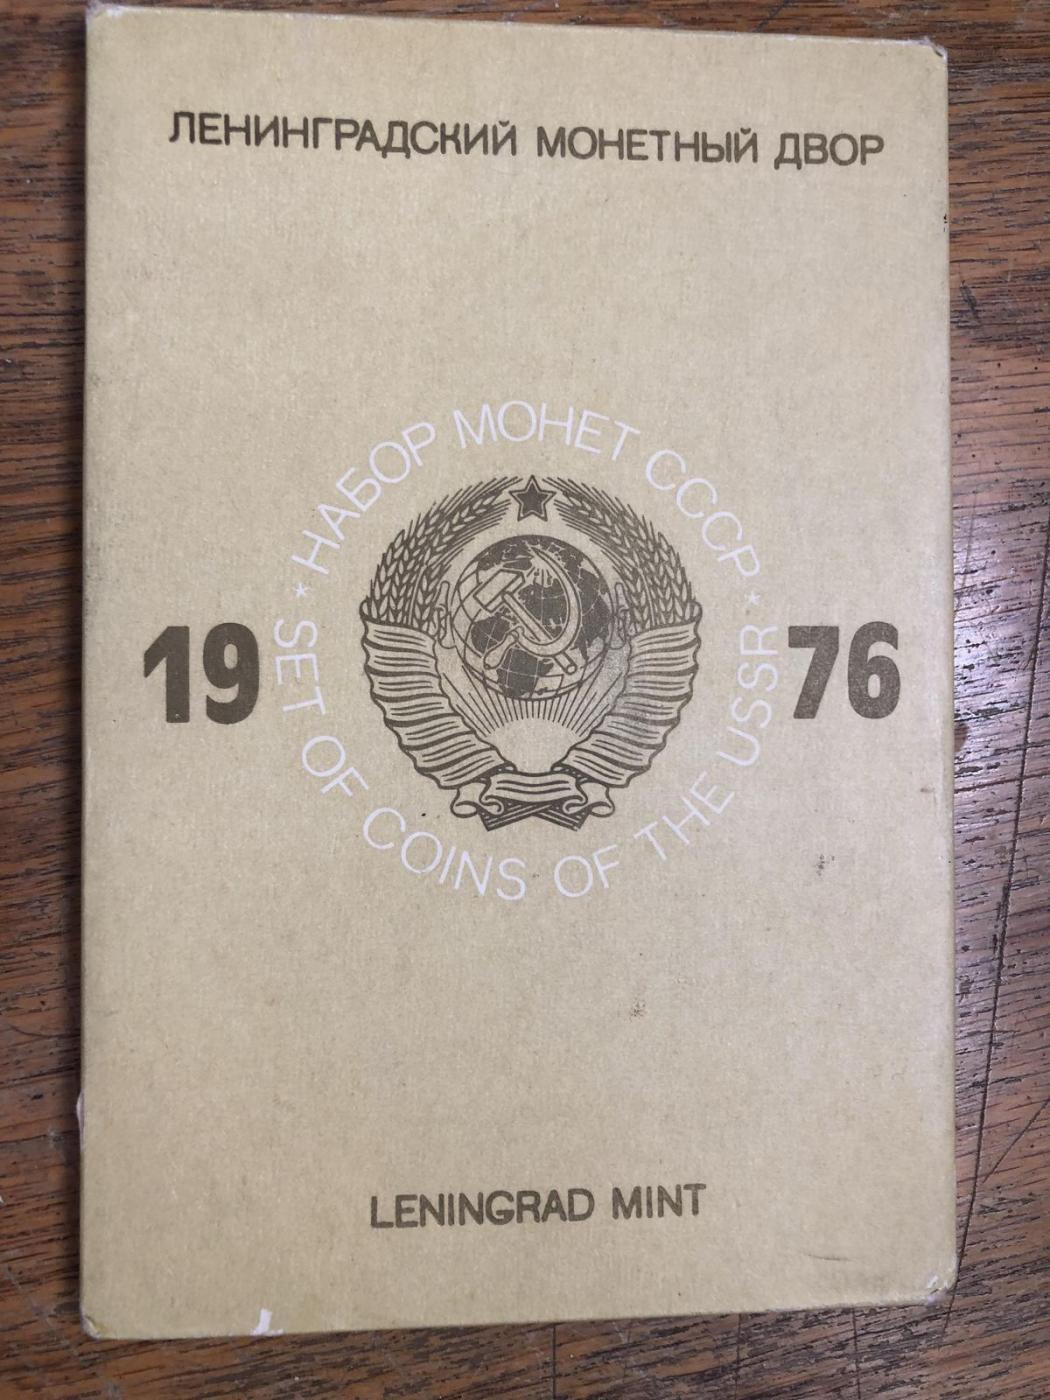 ЛЕНИНГРАДСКИЙ МОНЕТНЫЙ ДВОР
* НАБОР МОНЕТ СССР *
19 76
SET OF COINS OF THE USSR
LENINGRAD MINT